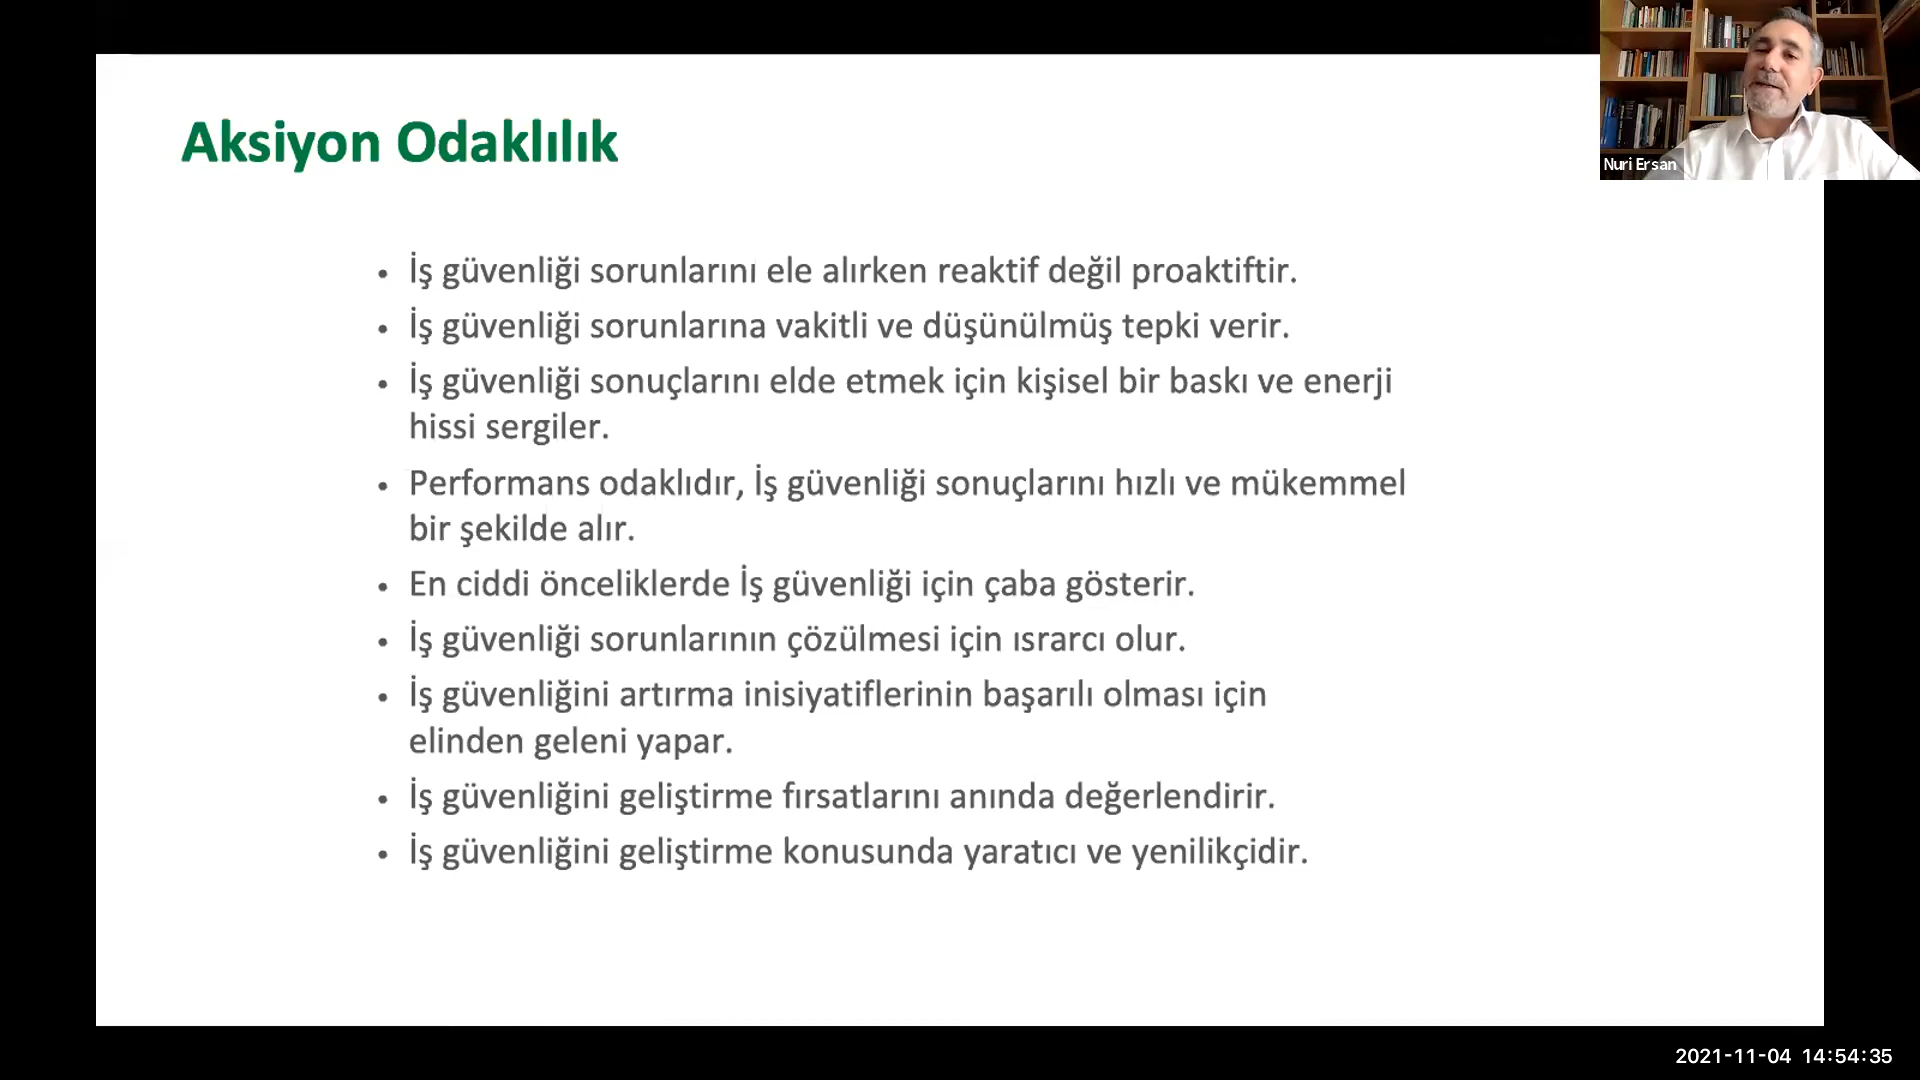 Aksiyon Odaklılık
Nuri Ersan
• İş güvenliği sorunlarını ele alırken reaktif değil proaktiftir.
• İş güvenliği sorunlarına vakitli ve düşünülmüş tepki verir.
• İş güvenliği sonuçlarını elde etmek için kişisel bir baskı ve enerji
hissi sergiler.
• Performans odaklıdır, İş güvenliği sonuçlarını hızlı ve mükemmel
bir şekilde alır.
• En ciddi önceliklerde İş güvenliği için çaba gösterir.
• İş güvenliği sorunlarının çözülmesi için ısrarcı olur.
• İş güvenliğini artırma inisiyatiflerinin başarılı olması için
elinden geleni yapar.
• İş güvenliğini geliştirme fırsatlarını anında değerlendirir.
• İş güvenliğini geliştirme konusunda yaratıcı ve yenilikçidir.
2021-11-04 14:54:35